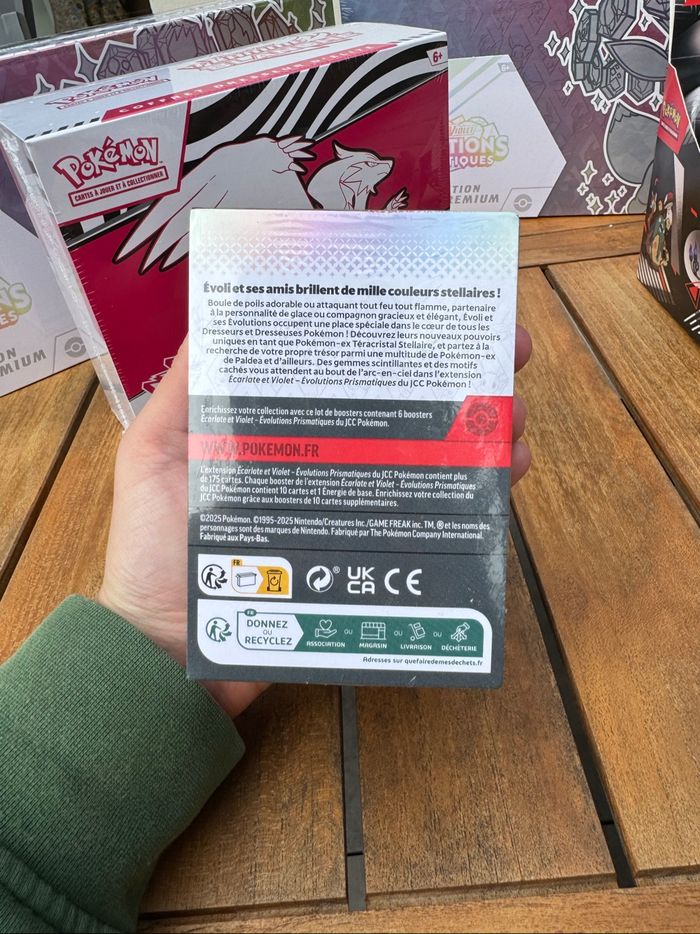 6+
COFFRET DRESSEUR D'ÉLITE
POKÉMON
CARTES À JOUER ET À COLLECTIONNER
Évoli et ses amis brillent de mille couleurs stellaires !
Boule de poils adorable ou attaquant tout feu tout flamme, partenaire
à la personnalité de glace ou compagnon gracieux et élégant, Évoli et
ses Évolutions occupent une place spéciale dans le cœur de tous les
Dresseurs et Dresseuses Pokémon ! Découvrez leurs nouveaux pouvoirs
uniques en tant que Pokémon-ex Téracristal Stellaire, et partez à la
recherche de votre propre trésor parmi une multitude de Pokémon-ex
de Paldea et d'ailleurs. Des gemmes scintillantes et des motifs
cachés vous attendent au bout de l'arc-en-ciel dans l'extension
Écarlate et Violet – Évolutions Prismatiques du JCC Pokémon !
Enrichissez votre collection avec ce lot de boosters contenant 6 boosters
Écarlate et Violet – Évolutions Prismatiques du JCC Pokémon.
WWW.POKEMON.FR
L'extension Écarlate et Violet – Évolutions Prismatiques du JCC Pokémon contient plus
de 175 cartes. Chaque booster de l'extension Écarlate et Violet – Évolutions Prismatiques
du JCC Pokémon contient 10 cartes et 1 Énergie de base. Enrichissez votre collection du
JCC Pokémon grâce aux boosters de 10 cartes supplémentaires.
©2025 Pokémon. ©1995-2025 Nintendo/Creatures Inc./GAME FREAK inc. TM, ® et les noms des
personnages sont des marques de Nintendo. Fabriqué par The Pokémon Company International.
Fabriqué aux Pays-Bas.
FR
UK
CA
CE
FR
DONNEZ
OU
RECYCLEZ
ASSOCIATION
OU
MAGASIN
OU
LIVRAISON
OU
DÉCHÈTERIE
Adresses sur quefairedemesdechets.fr